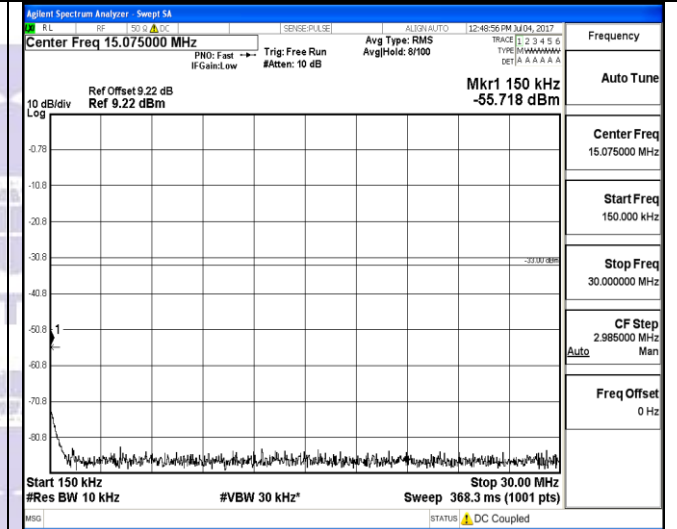 Agilent Spectrum Analyzer - Swept SA
RL RF 50 Ω DC SENSE:PULSE ALIGN AUTO 12:48:56 PM Jul 04, 2017
Center Freq 15.075000 MHz
PNO: Fast
IFGain:Low
Trig: Free Run
#Atten: 10 dB
Avg Type: RMS
Avg|Hold: 8/100
TRACE 1 2 3 4 5 6
TYPE MWWWWW
DET A A A A A A
Mkr1 150 kHz
-55.718 dBm
Ref Offset 9.22 dB
10 dB/div Ref 9.22 dBm
Log
-0.78
-10.8
-20.8
-30.8
-33.00 dBm
-40.8
-50.8
1
-60.8
-70.8
-80.8
Start 150 kHz Stop 30.00 MHz
#Res BW 10 kHz #VBW 30 kHz* Sweep 368.3 ms (1001 pts)
MSG STATUS DC Coupled
Frequency
Auto Tune
Center Freq
15.075000 MHz
Start Freq
150.000 kHz
Stop Freq
30.000000 MHz
CF Step
2.985000 MHz
Auto Man
Freq Offset
0 Hz